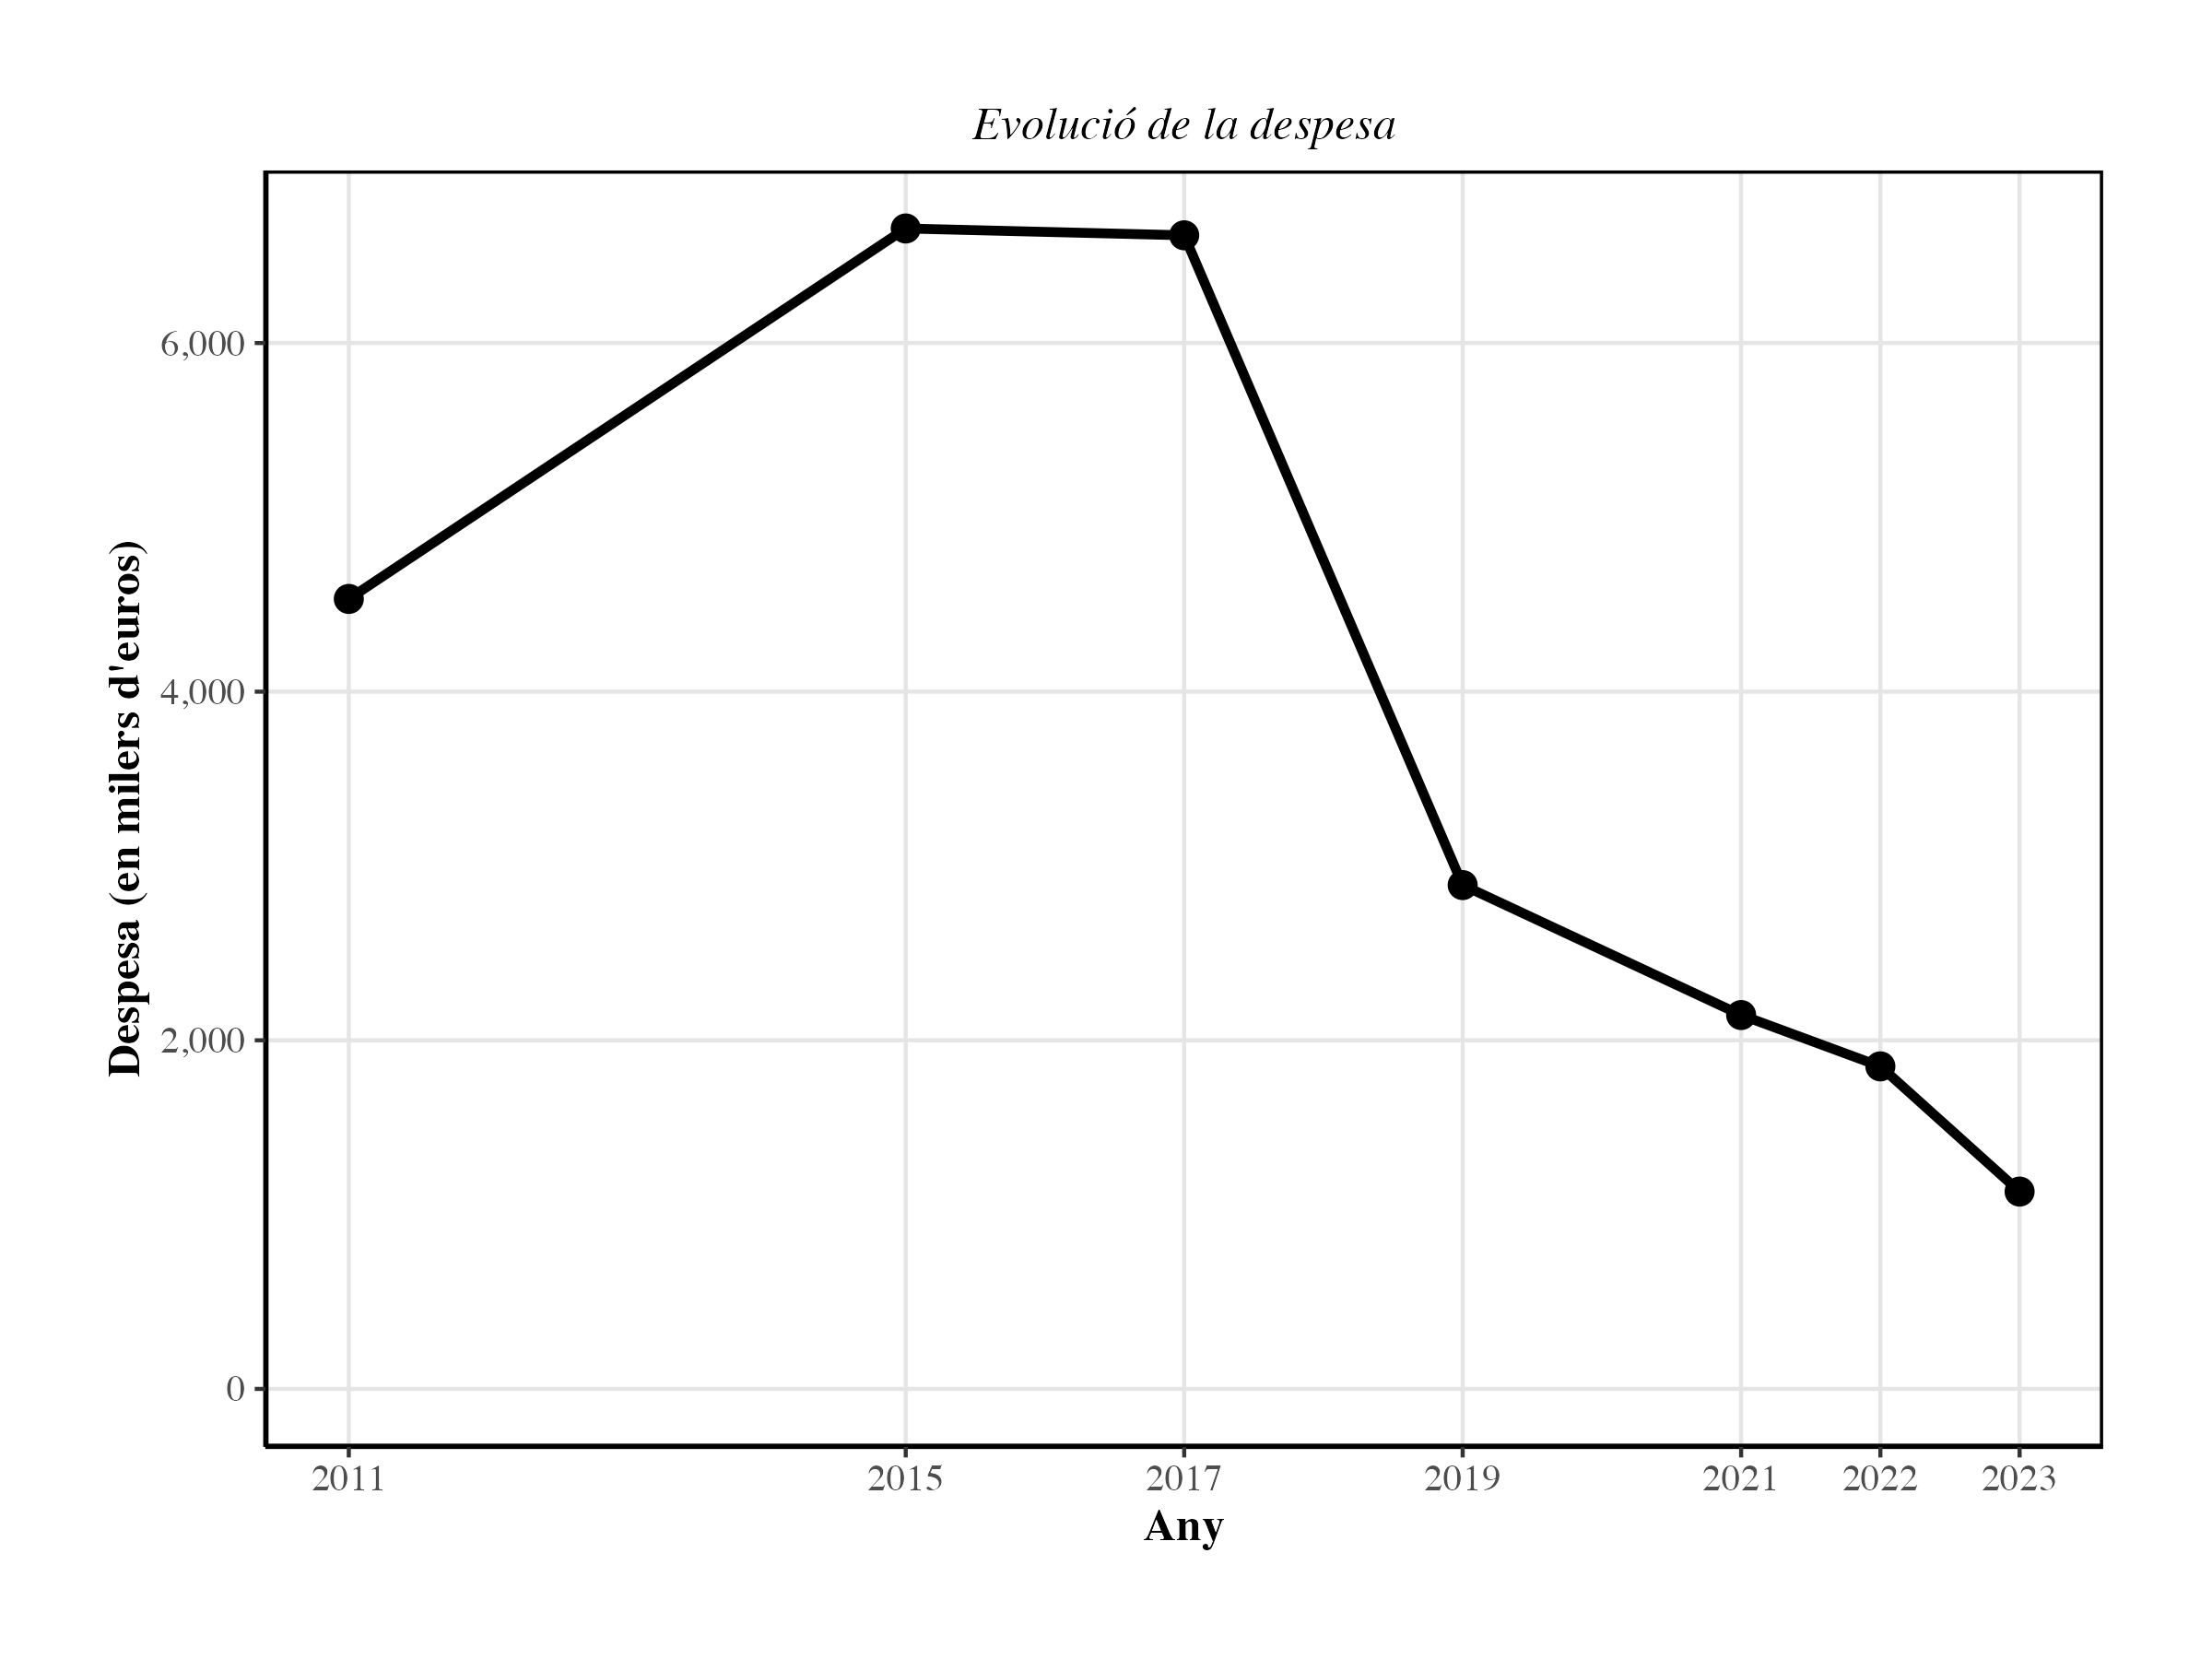 Evolució de la despesa
Despesa (en milers d'euros)
6,000
4,000
2,000
0
2011 2015 2017 2019 2021 2022 2023
Any